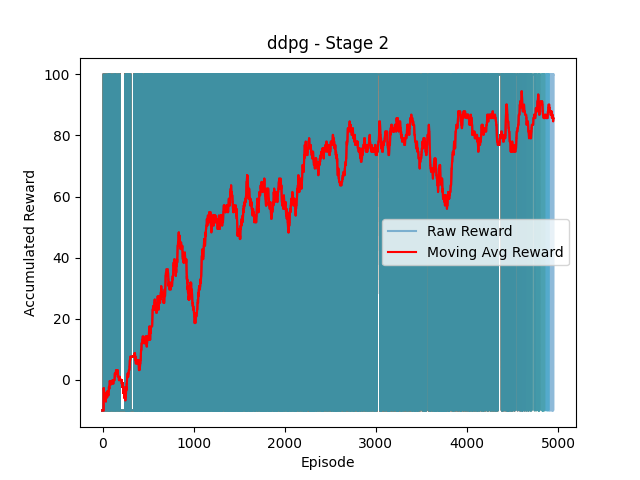 ddpg - Stage 2
100
80
60
40
20
0
Accumulated Reward
Raw Reward
Moving Avg Reward
0 1000 2000 3000 4000 5000
Episode